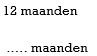 12 maanden
..... maanden